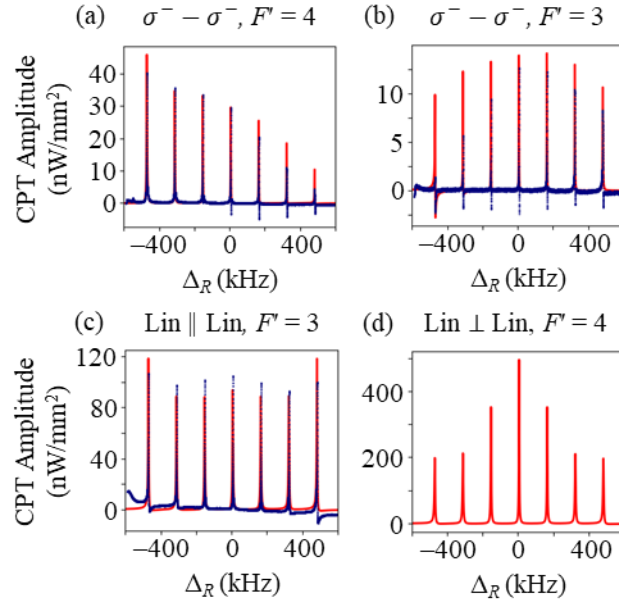 (a) σ⁻ – σ⁻, F′ = 4
CPT Amplitude
(nW/mm²)
40
30
20
10
0
−400 0 400
Δ_R (kHz)
(b) σ⁻ – σ⁻, F′ = 3
10
5
0
−400 0 400
Δ_R (kHz)
(c) Lin ∥ Lin, F′ = 3
CPT Amplitude
(nW/mm²)
120
80
40
0
−400 0 400
Δ_R (kHz)
(d) Lin ⊥ Lin, F′ = 4
400
200
0
−400 0 400
Δ_R (kHz)